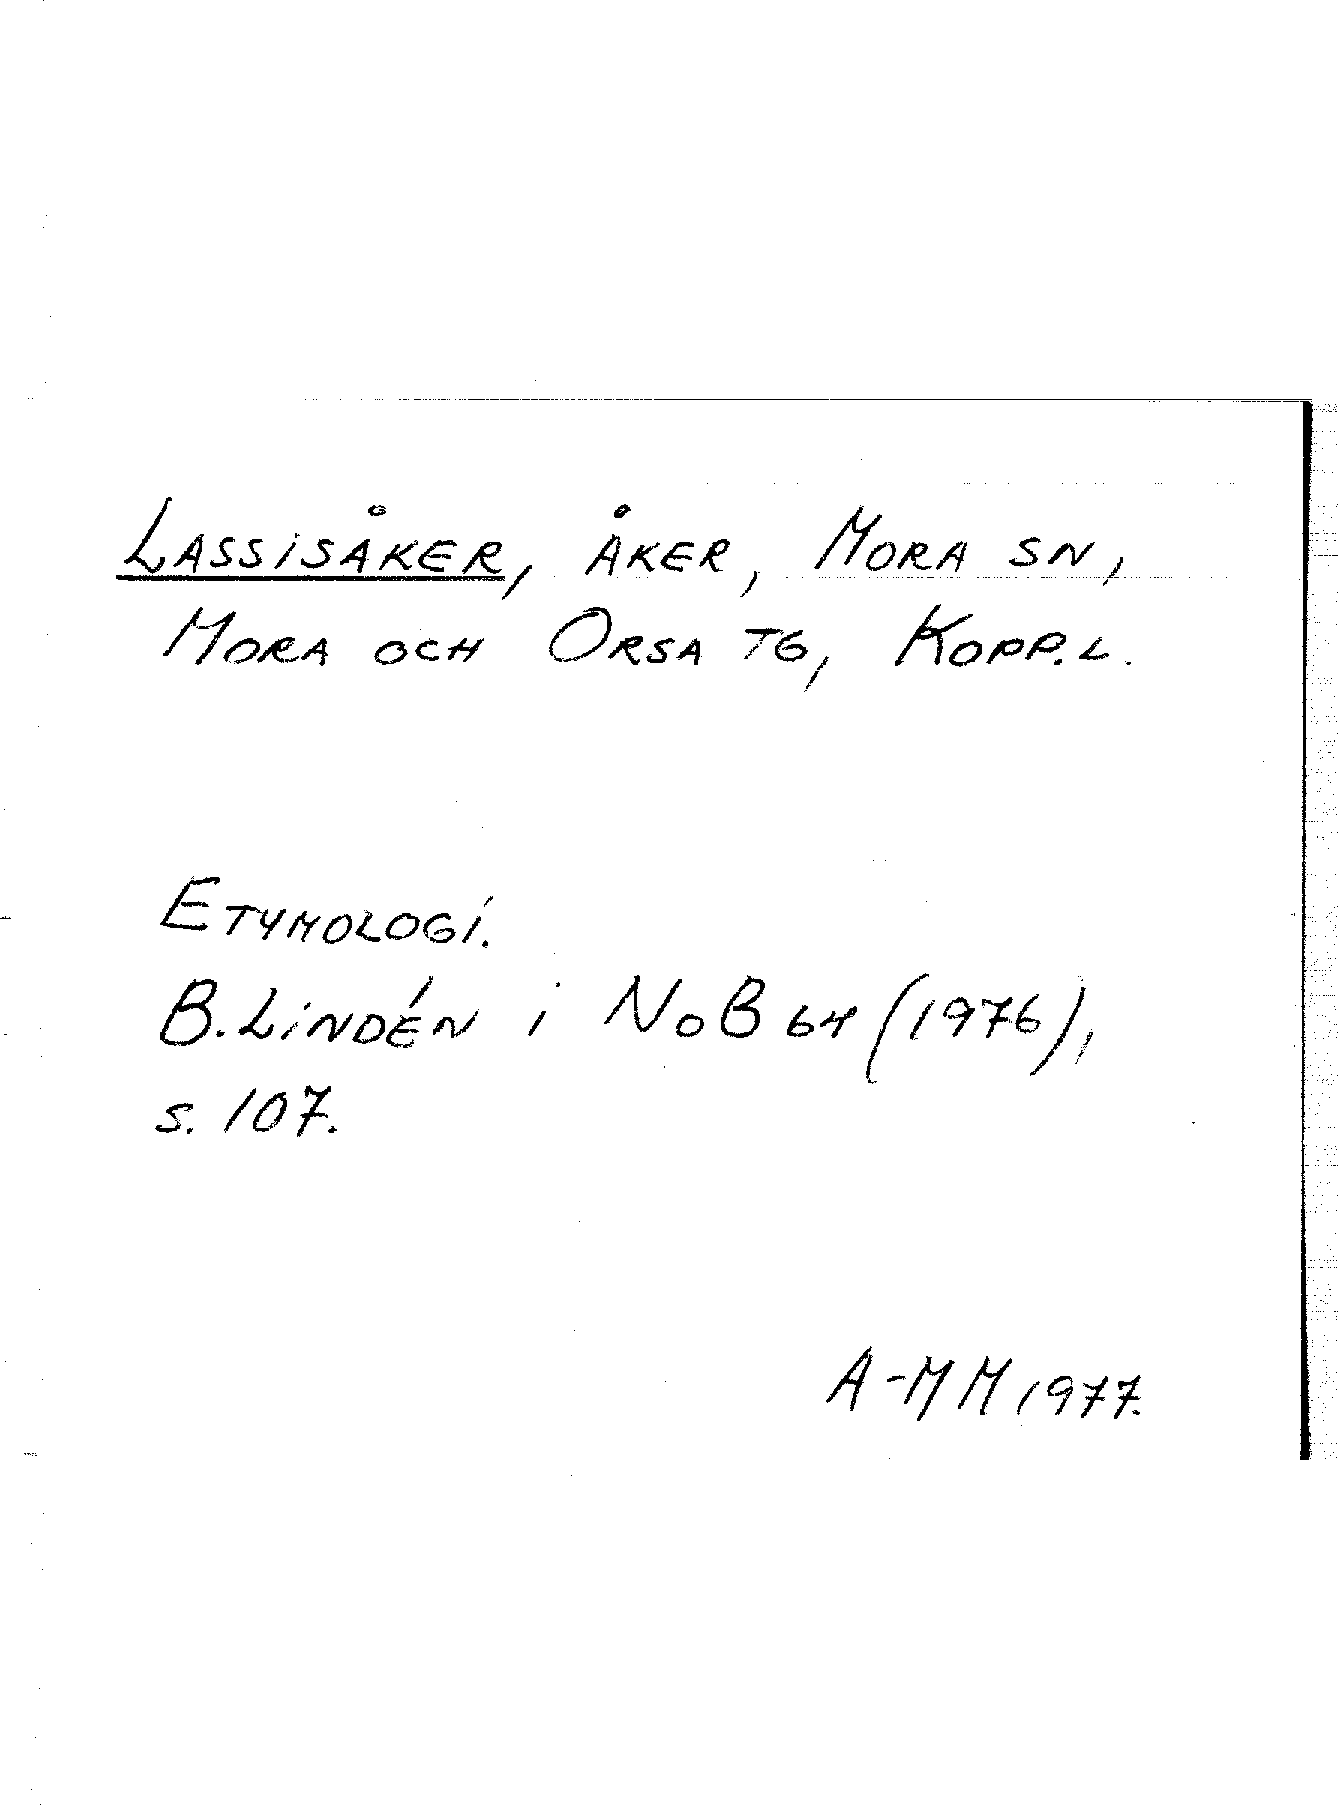 LASSISÅKER, ÅKER, MORA SN,
MORA OCH ORSA TG, KOPP.L.
ETYMOLOGI.
B. LINDÉN i NoB 64 (1976),
s. 107.
A-MM 1977.